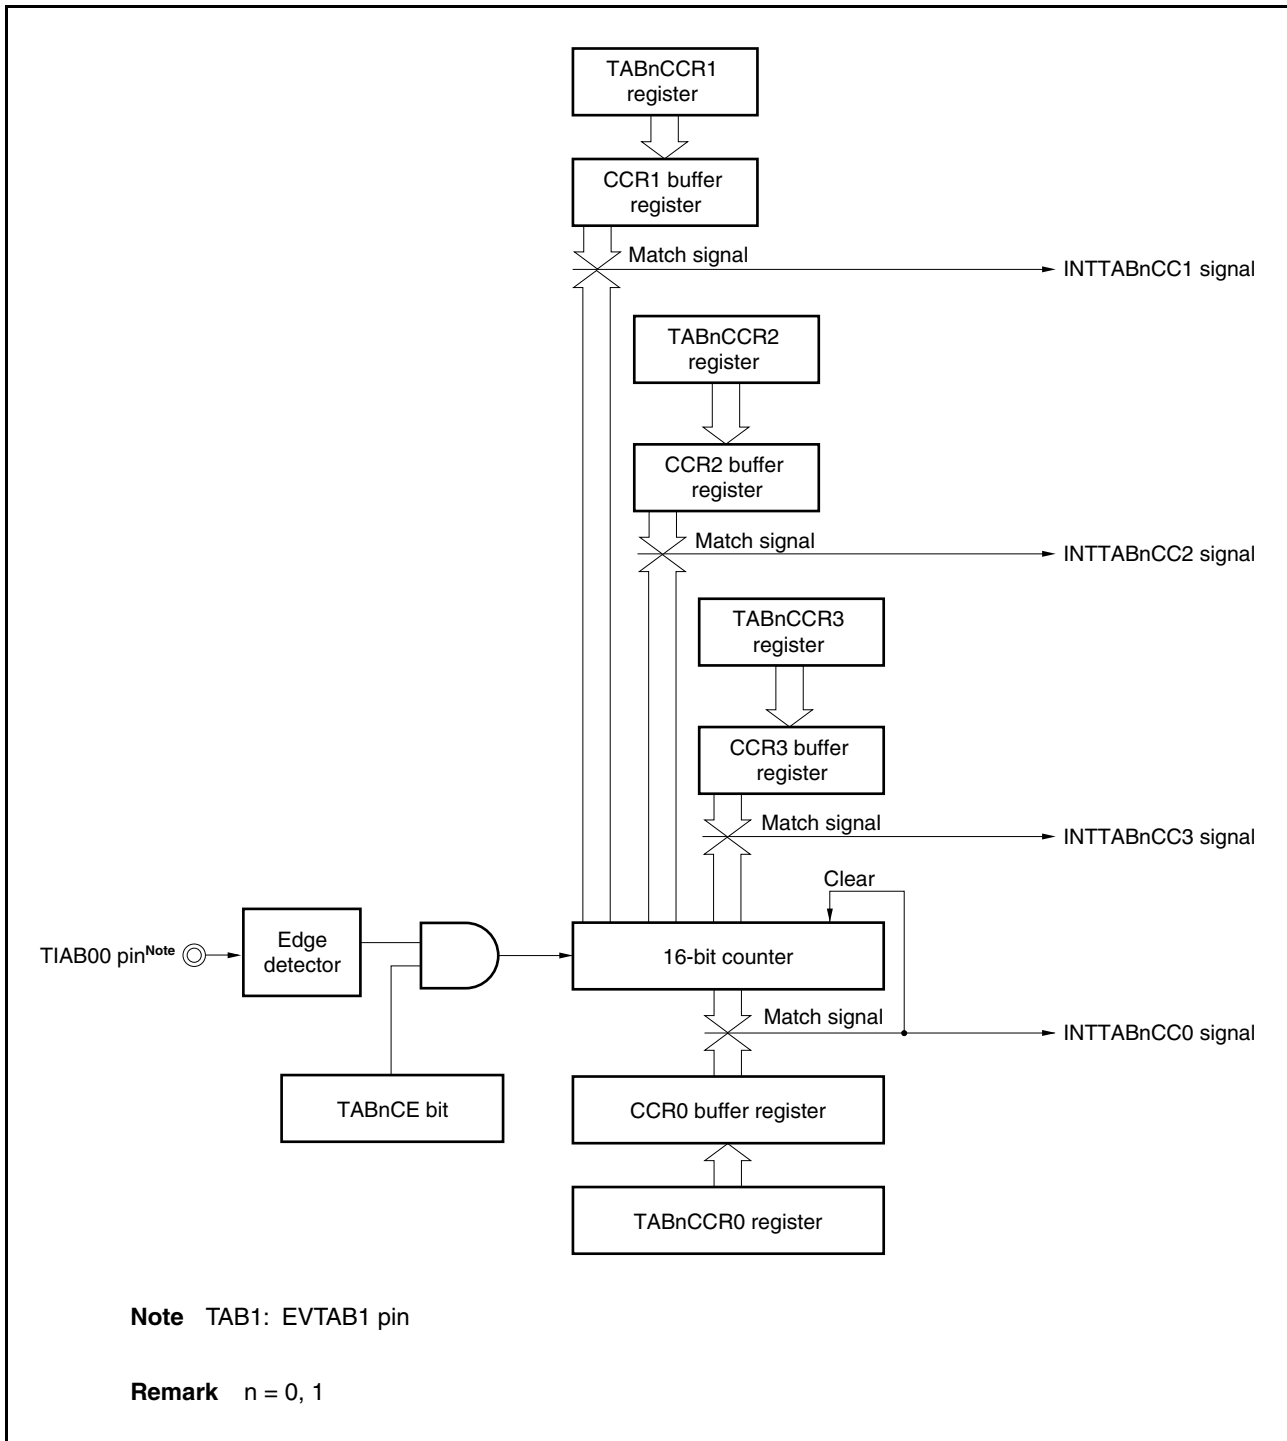 TABnCCR1
register
CCR1 buffer
register
Match signal
INTTABnCC1 signal
TABnCCR2
register
CCR2 buffer
register
Match signal
INTTABnCC2 signal
TABnCCR3
register
CCR3 buffer
register
Match signal
INTTABnCC3 signal
Clear
TIAB00 pinNote
Edge
detector
16-bit counter
Match signal
INTTABnCC0 signal
TABnCE bit
CCR0 buffer register
TABnCCR0 register
Note TAB1: EVTAB1 pin
Remark n = 0, 1